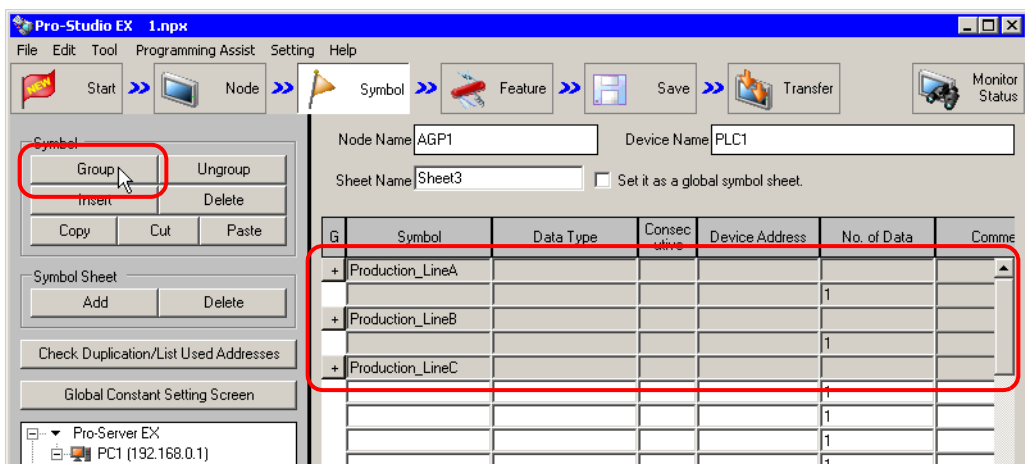 Pro-Studio EX 1.npx
File Edit Tool Programming Assist Setting Help
NEW Start Node Symbol Feature Save Transfer Monitor Status
Symbol
Group Ungroup
Insert Delete
Copy Cut Paste
Symbol Sheet
Add Delete
Check Duplication/List Used Addresses
Global Constant Setting Screen
Pro-Server EX
PC1 (192.168.0.1)
Node Name AGP1 Device Name PLC1
Sheet Name Sheet3 Set it as a global symbol sheet.
G Symbol Data Type Consecutive Device Address No. of Data Comme
+ Production_LineA
1
+ Production_LineB
1
+ Production_LineC
1
1
1
1